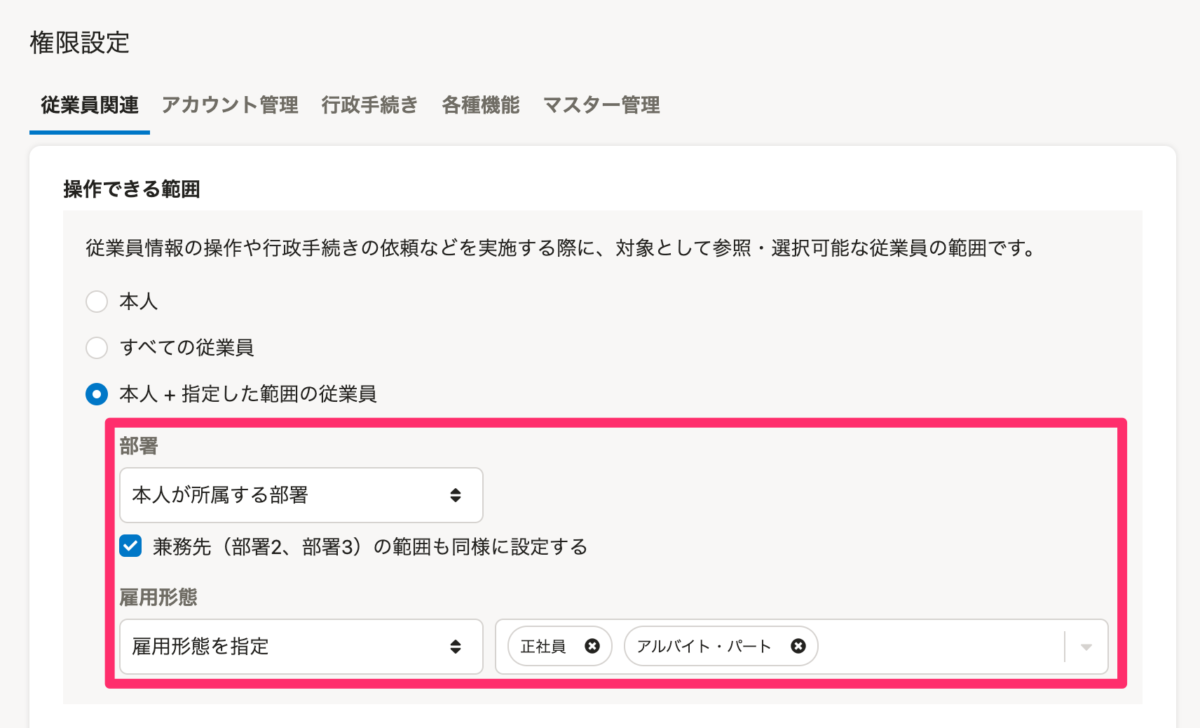 権限設定
従業員関連 アカウント管理 行政手続き 各種機能 マスター管理
操作できる範囲
従業員情報の操作や行政手続きの依頼などを実施する際に、対象として参照・選択可能な従業員の範囲です。
本人
すべての従業員
本人 + 指定した範囲の従業員
部署
本人が所属する部署
兼務先（部署2、部署3）の範囲も同様に設定する
雇用形態
雇用形態を指定 正社員 アルバイト・パート